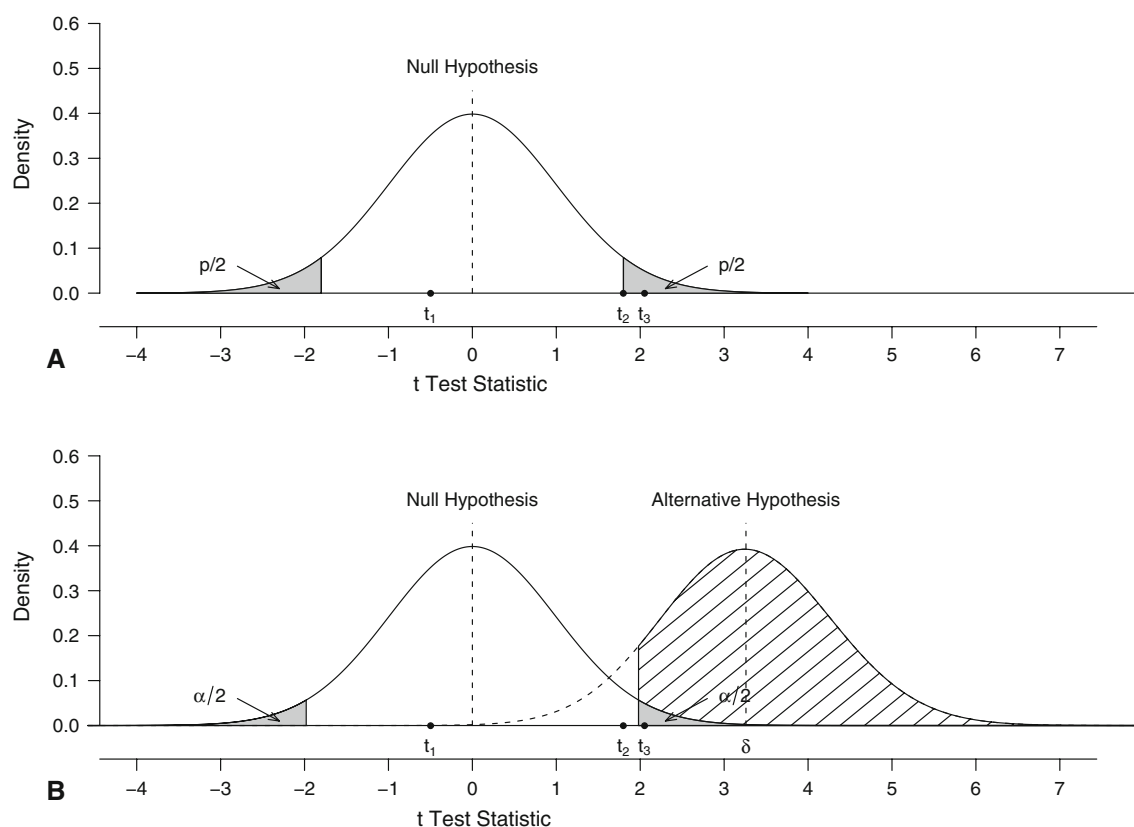 0.6
0.5
0.4
0.3
0.2
0.1
0.0
Density
Null Hypothesis
p/2
p/2
t1
t2
t3
−4
−3
−2
−1
0
1
2
3
4
5
6
7
A
t Test Statistic
0.6
0.5
0.4
0.3
0.2
0.1
0.0
Density
Null Hypothesis
Alternative Hypothesis
α/2
α/2
t1
t2
t3
δ
−4
−3
−2
−1
0
1
2
3
4
5
6
7
B
t Test Statistic